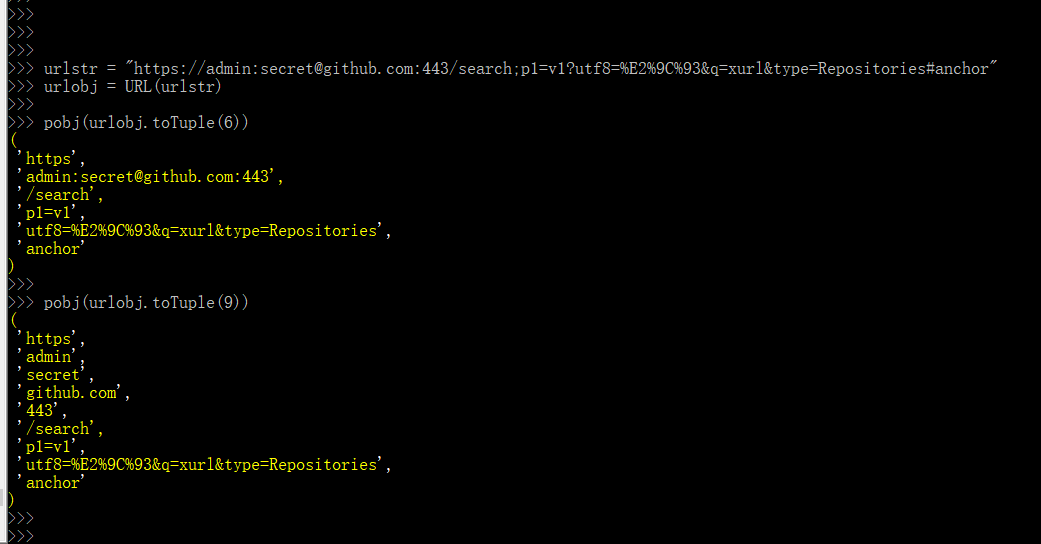 >>>
>>>
>>>
>>> urlstr = "https://admin:secret@github.com:443/search;p1=v1?utf8=%E2%9C%93&q=xurl&type=Repositories#anchor"
>>> urlobj = URL(urlstr)
>>>
>>> pobj(urlobj.toTuple(6))
(
 'https',
 'admin:secret@github.com:443',
 '/search',
 'p1=v1',
 'utf8=%E2%9C%93&q=xurl&type=Repositories',
 'anchor'
)
>>>
>>> pobj(urlobj.toTuple(9))
(
 'https',
 'admin',
 'secret',
 'github.com',
 '443',
 '/search',
 'p1=v1',
 'utf8=%E2%9C%93&q=xurl&type=Repositories',
 'anchor'
)
>>>
>>>